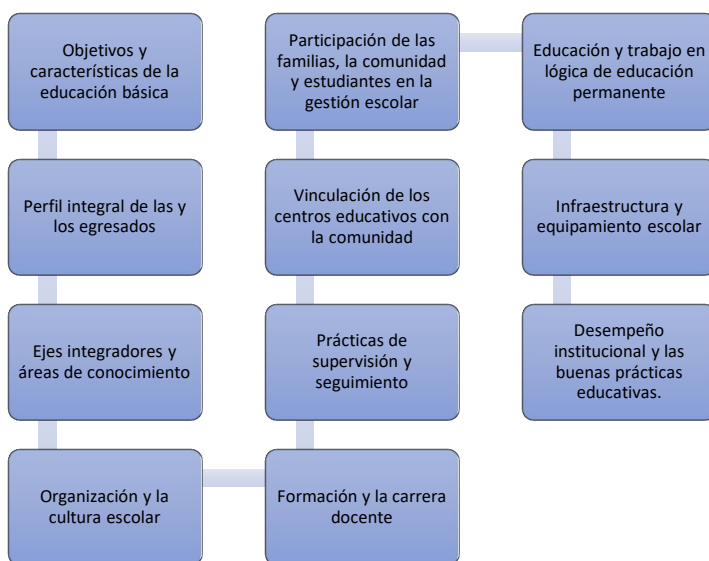 Objetivos y
características de la
educación básica
Perfil integral de las y
los egresados
Ejes integradores y
áreas de conocimiento
Organización y la
cultura escolar
Formación y la carrera
docente
Prácticas de
supervisión y
seguimiento
Vinculación de los
centros educativos con
la comunidad
Participación de las
familias, la comunidad
y estudiantes en la
gestión escolar
Educación y trabajo en
lógica de educación
permanente
Infraestructura y
equipamiento escolar
Desempeño
institucional y las
buenas prácticas
educativas.